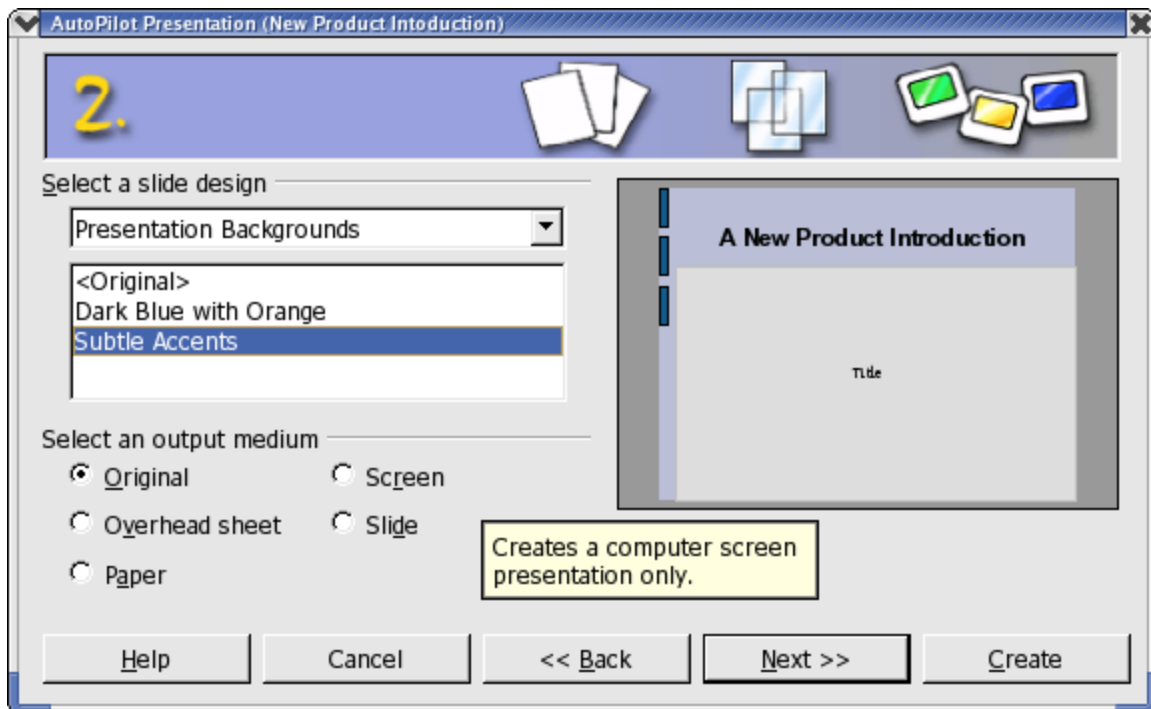 AutoPilot Presentation (New Product Intoduction)
2.
Select a slide design
Presentation Backgrounds
<Original>
Dark Blue with Orange
Subtle Accents
A New Product Introduction
Title
Select an output medium
Original
Screen
Overhead sheet
Slide
Paper
Creates a computer screen
presentation only.
Help
Cancel
<< Back
Next >>
Create